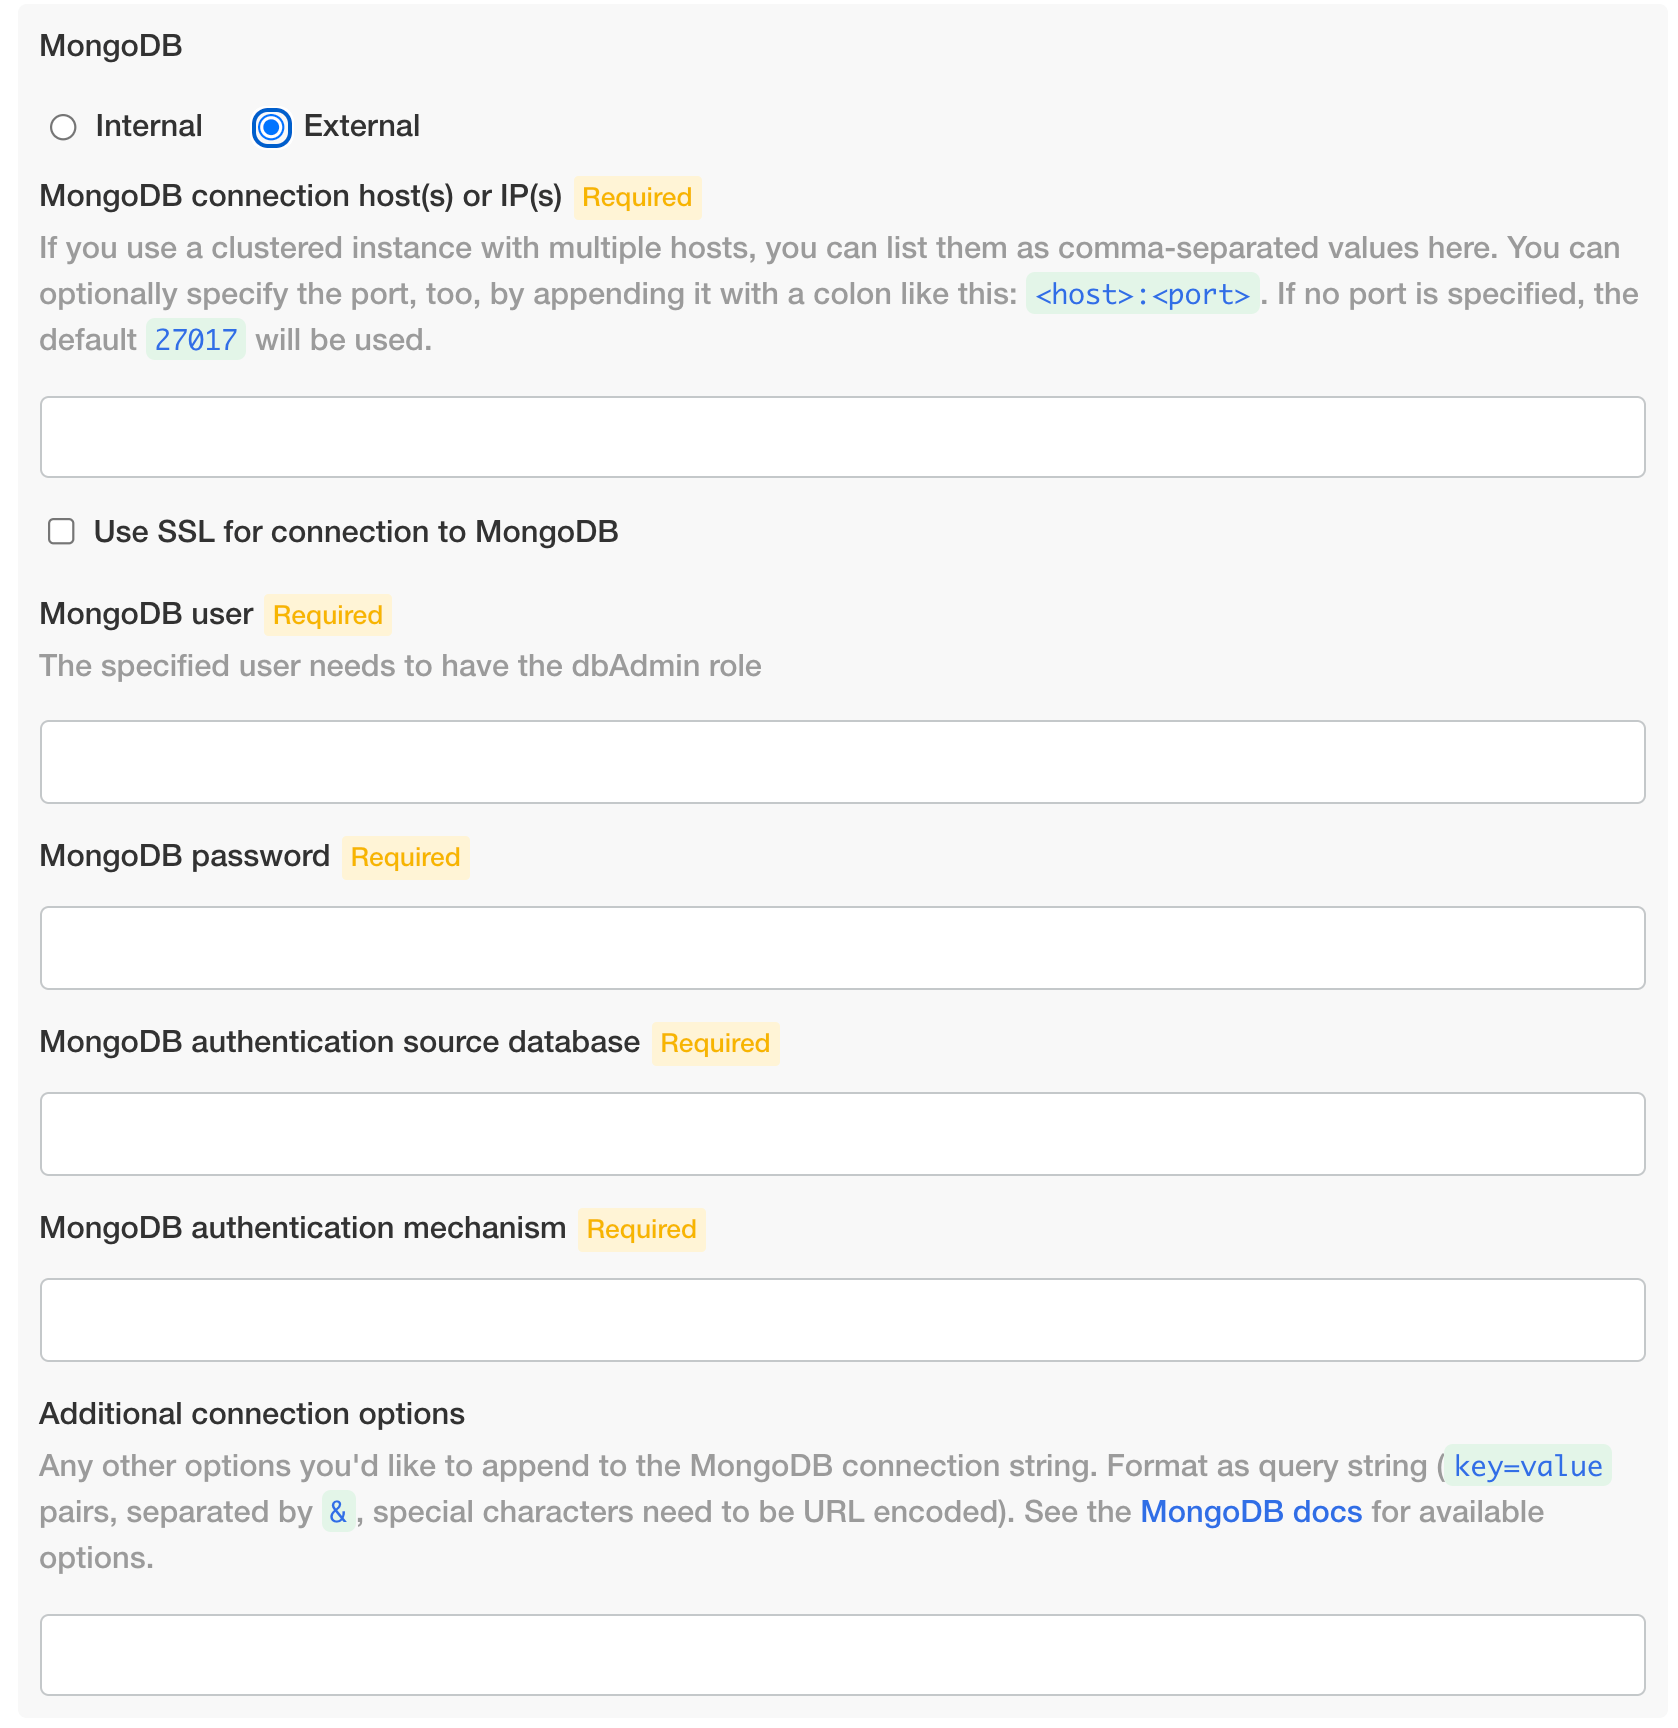 MongoDB
Internal External
MongoDB connection host(s) or IP(s) Required
If you use a clustered instance with multiple hosts, you can list them as comma-separated values here. You can
optionally specify the port, too, by appending it with a colon like this: <host>:<port>. If no port is specified, the
default 27017 will be used.
Use SSL for connection to MongoDB
MongoDB user Required
The specified user needs to have the dbAdmin role
MongoDB password Required
MongoDB authentication source database Required
MongoDB authentication mechanism Required
Additional connection options
Any other options you'd like to append to the MongoDB connection string. Format as query string (key=value
pairs, separated by &, special characters need to be URL encoded). See the MongoDB docs for available
options.